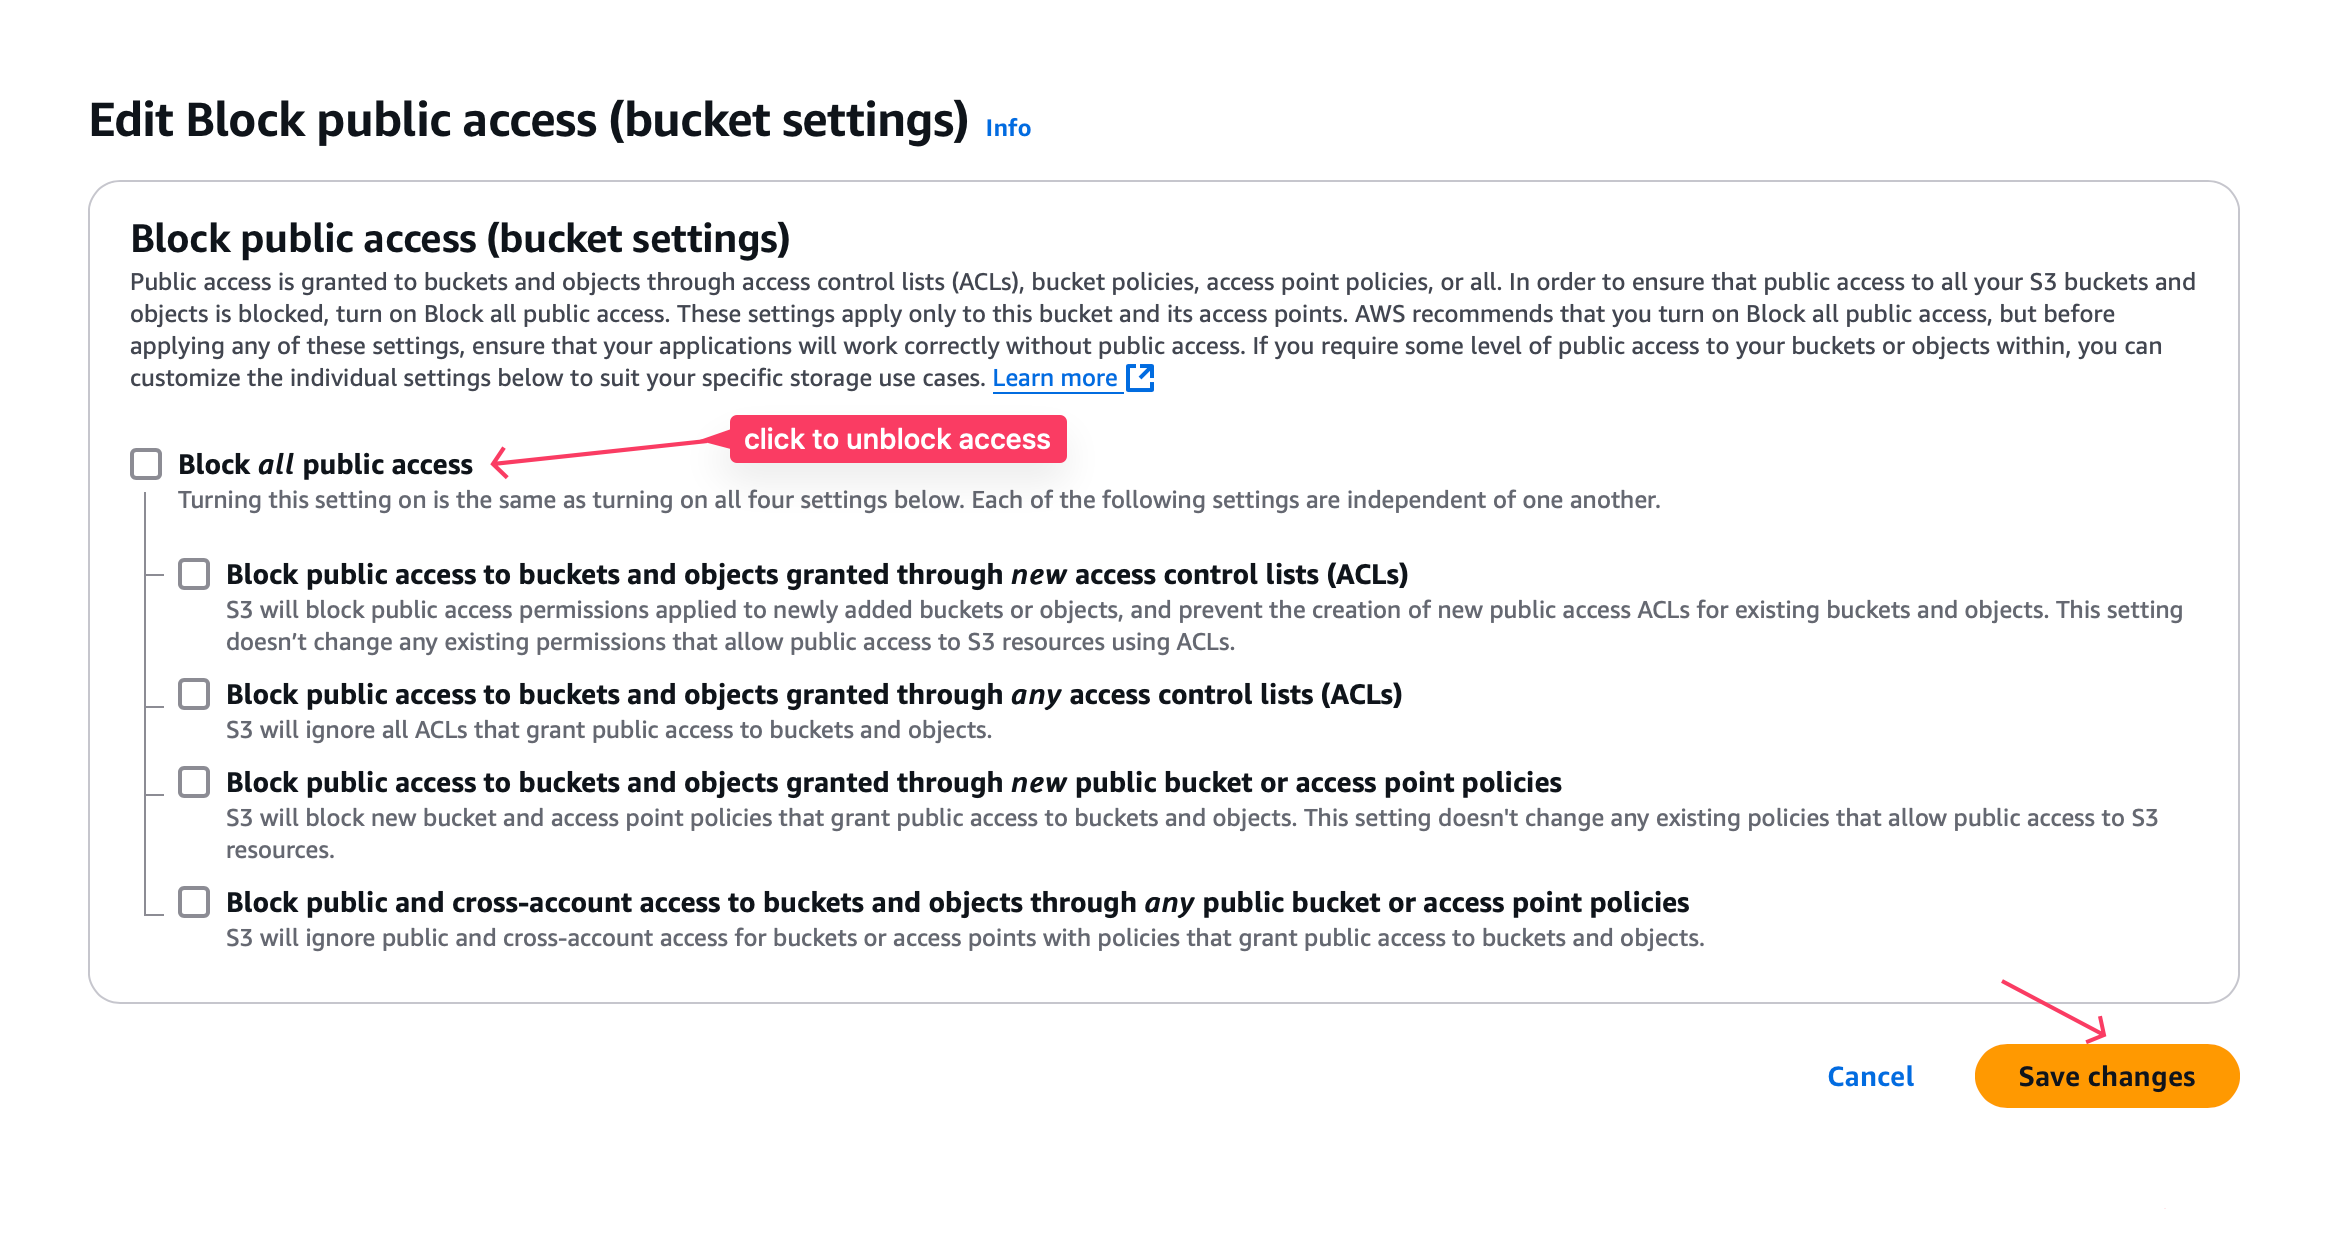 Edit Block public access (bucket settings) Info
Block public access (bucket settings)
Public access is granted to buckets and objects through access control lists (ACLs), bucket policies, access point policies, or all. In order to ensure that public access to all your S3 buckets and
objects is blocked, turn on Block all public access. These settings apply only to this bucket and its access points. AWS recommends that you turn on Block all public access, but before
applying any of these settings, ensure that your applications will work correctly without public access. If you require some level of public access to your buckets or objects within, you can
customize the individual settings below to suit your specific storage use cases. Learn more
click to unblock access
Block all public access
Turning this setting on is the same as turning on all four settings below. Each of the following settings are independent of one another.
Block public access to buckets and objects granted through new access control lists (ACLs)
S3 will block public access permissions applied to newly added buckets or objects, and prevent the creation of new public access ACLs for existing buckets and objects. This setting
doesn’t change any existing permissions that allow public access to S3 resources using ACLs.
Block public access to buckets and objects granted through any access control lists (ACLs)
S3 will ignore all ACLs that grant public access to buckets and objects.
Block public access to buckets and objects granted through new public bucket or access point policies
S3 will block new bucket and access point policies that grant public access to buckets and objects. This setting doesn't change any existing policies that allow public access to S3
resources.
Block public and cross-account access to buckets and objects through any public bucket or access point policies
S3 will ignore public and cross-account access for buckets or access points with policies that grant public access to buckets and objects.
Cancel
Save changes